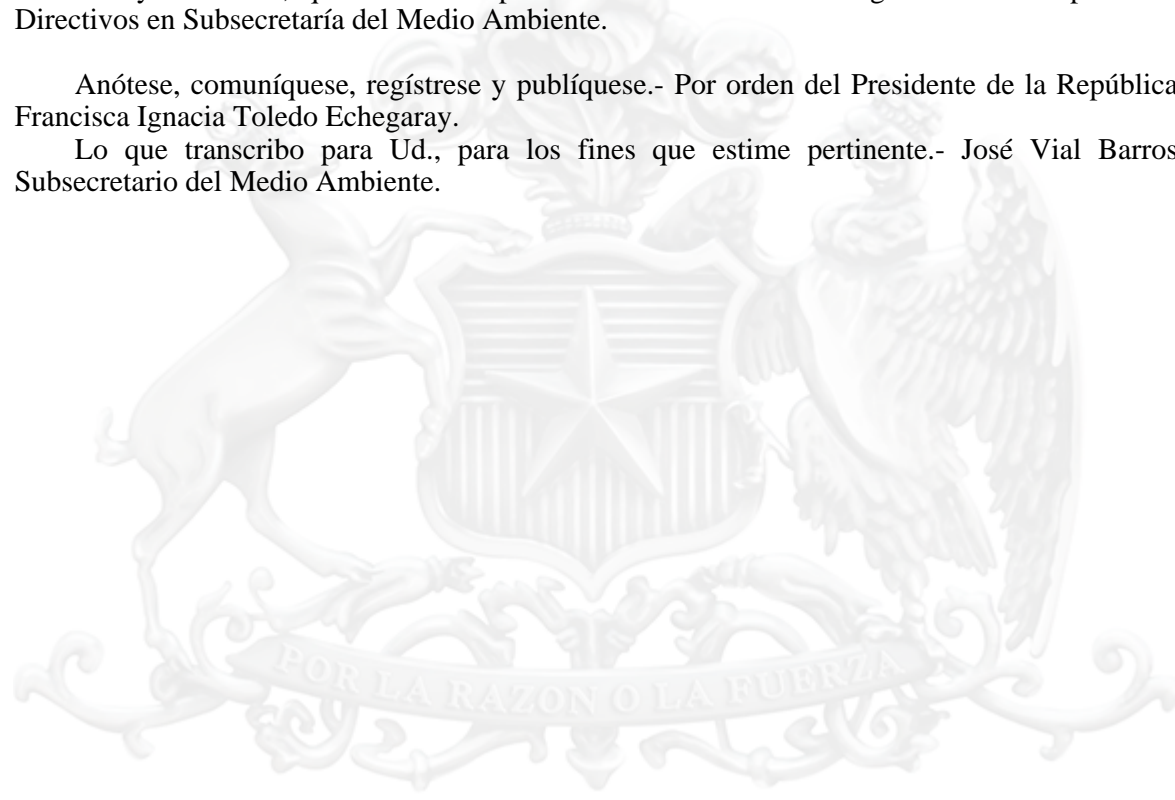 Directivos en Subsecretaría del Medio Ambiente.
Anótese, comuníquese, regístrese y publíquese.- Por orden del Presidente de la República
Francisca Ignacia Toledo Echegaray.
Lo que transcribo para Ud., para los fines que estime pertinente.- José Vial Barros
Subsecretario del Medio Ambiente.
POR LA RAZON O LA FUERZA